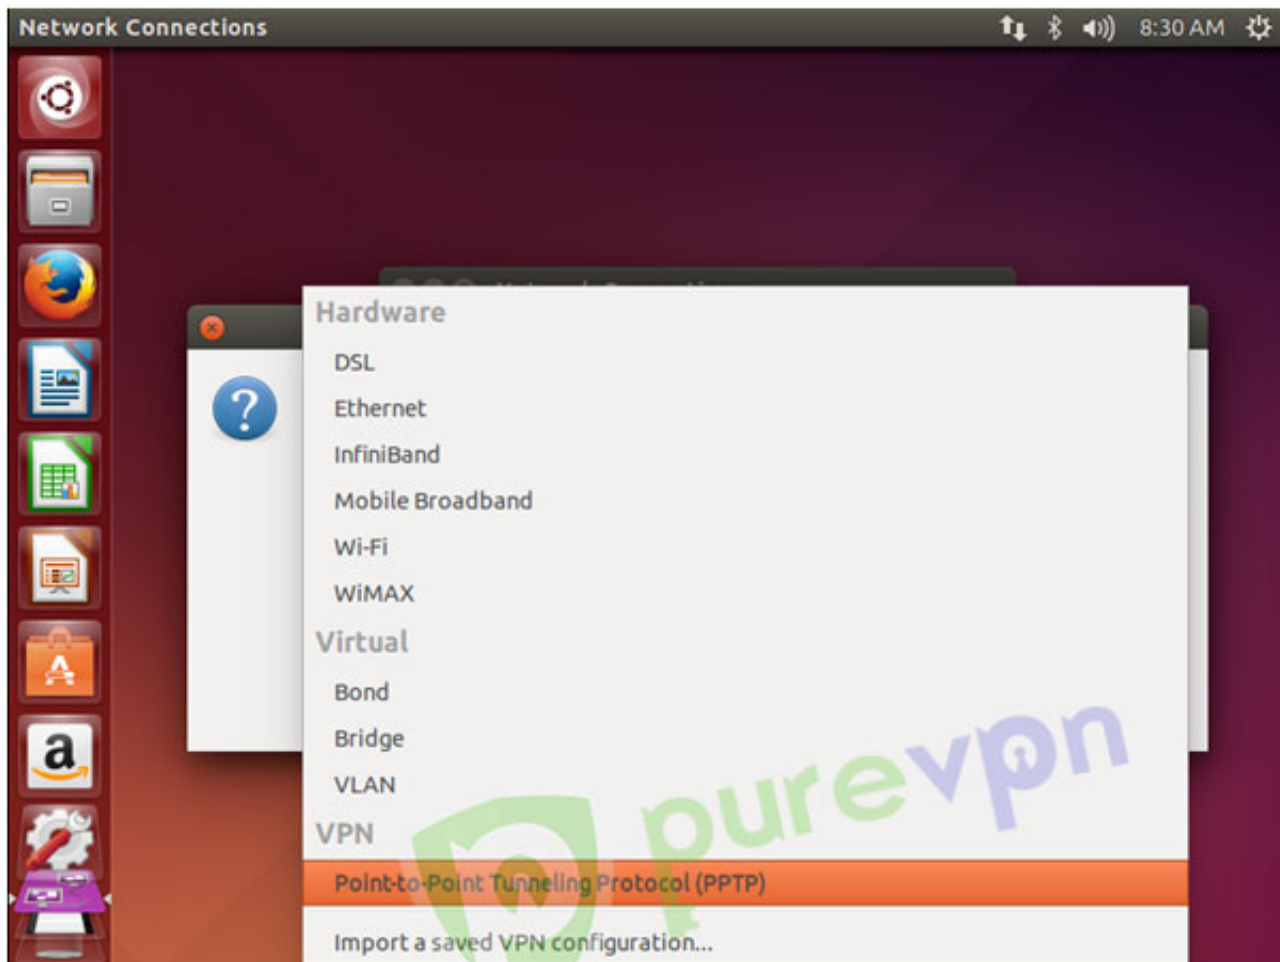 Network Connections
8:30 AM
Hardware
DSL
Ethernet
InfiniBand
Mobile Broadband
Wi-Fi
WiMAX
Virtual
Bond
Bridge
VLAN
VPN
purevpn
Point-to-Point Tunneling Protocol (PPTP)
Import a saved VPN configuration...